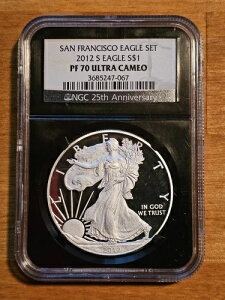 SAN FRANCISCO EAGLE SET
2012 S EAGLE S$1
PF 70 ULTRA CAMEO
3685247-067
NGC 25th Anniversary
LIBERTY
IN GOD
WE TRUST